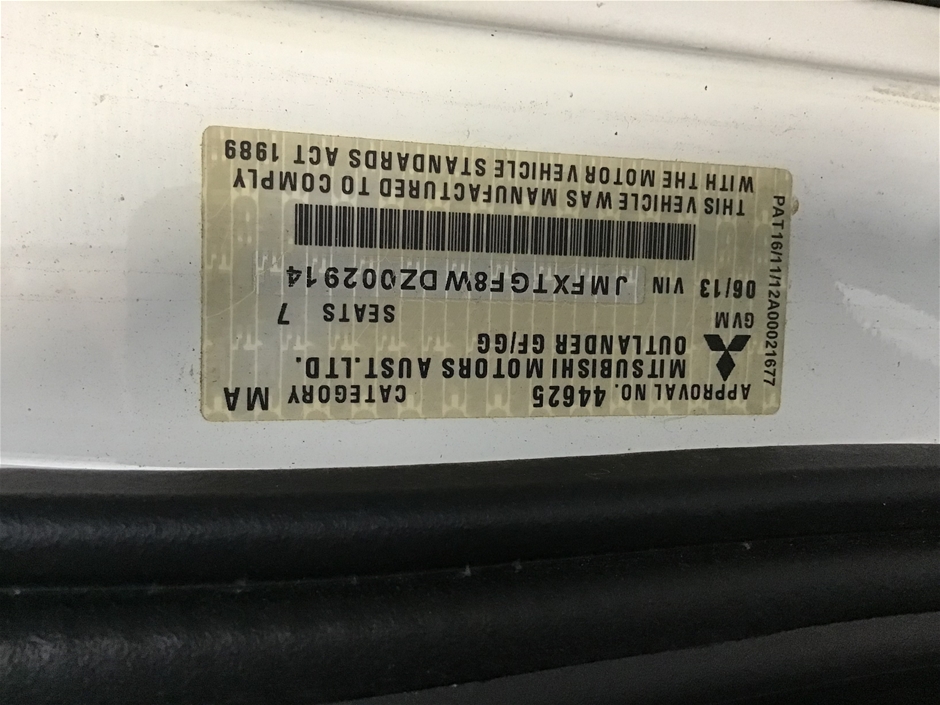 APPROVAL NO. 44625 CATEGORY MA
MITSUBISHI MOTORS AUST.LTD.
OUTLANDER GF/GG
GVM SEATS 7
06/13 VIN JMFXTGF8WDZ002914
THIS VEHICLE WAS MANUFACTURED TO COMPLY
WITH THE MOTOR VEHICLE STANDARDS ACT 1989
PAT16/11/12A00021677